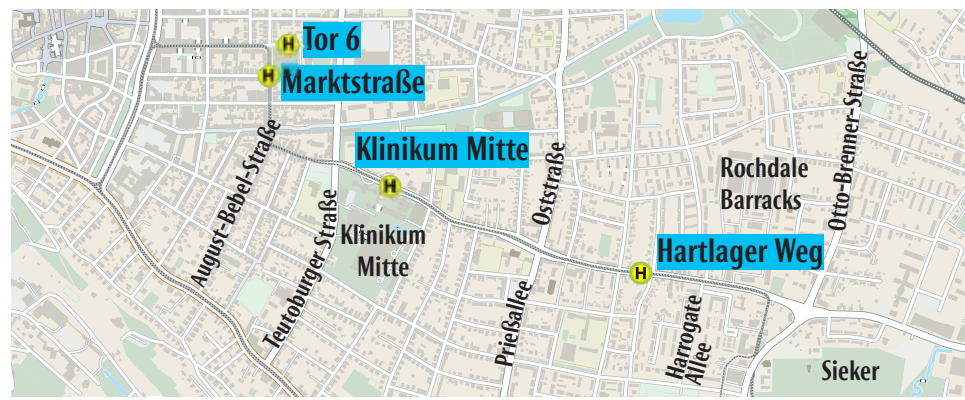 H Tor 6
H Marktstraße
Klinikum Mitte
H
August-Bebel-Straße
Teutoburger Straße
Klinikum
Mitte
Oststraße
Prießallee
Rochdale
Barracks
Otto-Brenner-Straße
Hartlager Weg
H
Harrogate
Allee
Sieker